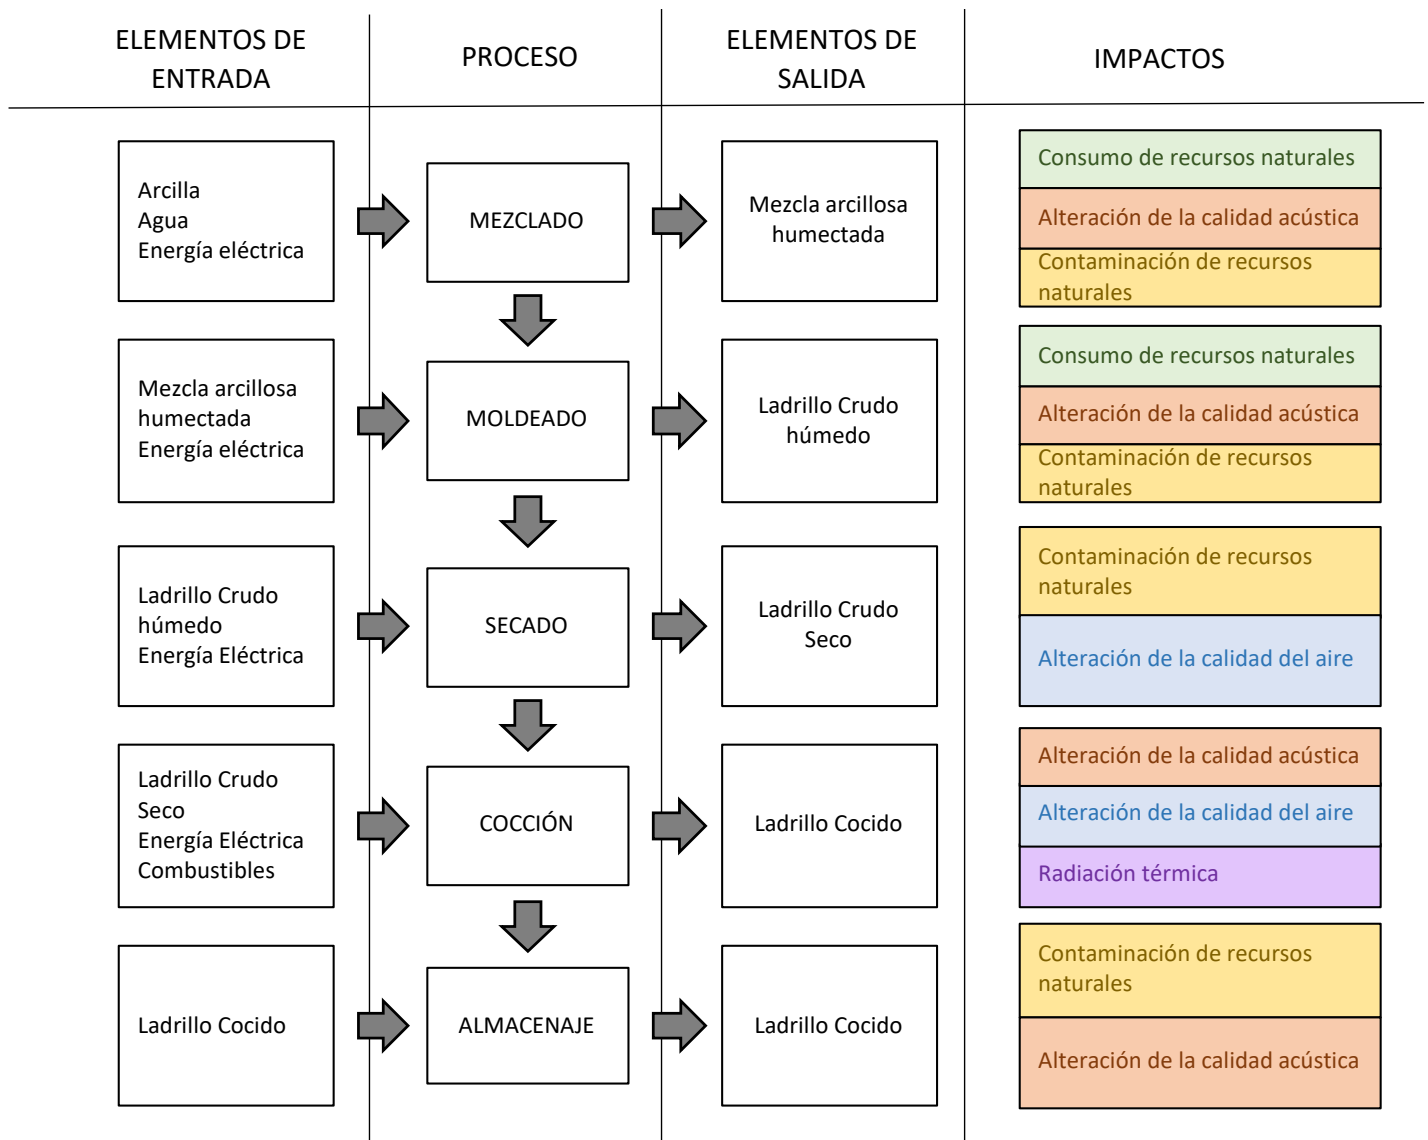 ELEMENTOS DE
ENTRADA
PROCESO
ELEMENTOS DE
SALIDA
IMPACTOS
Arcilla
Agua
Energía eléctrica
MEZCLADO
Mezcla arcillosa
humectada
Consumo de recursos naturales
Alteración de la calidad acústica
Contaminación de recursos
naturales
Mezcla arcillosa
humectada
Energía eléctrica
MOLDEADO
Ladrillo Crudo
húmedo
Consumo de recursos naturales
Alteración de la calidad acústica
Contaminación de recursos
naturales
Ladrillo Crudo
húmedo
Energía Eléctrica
SECADO
Ladrillo Crudo
Seco
Contaminación de recursos
naturales
Alteración de la calidad del aire
Ladrillo Crudo
Seco
Energía Eléctrica
Combustibles
COCCIÓN
Ladrillo Cocido
Alteración de la calidad acústica
Alteración de la calidad del aire
Radiación térmica
Ladrillo Cocido
ALMACENAJE
Ladrillo Cocido
Contaminación de recursos
naturales
Alteración de la calidad acústica